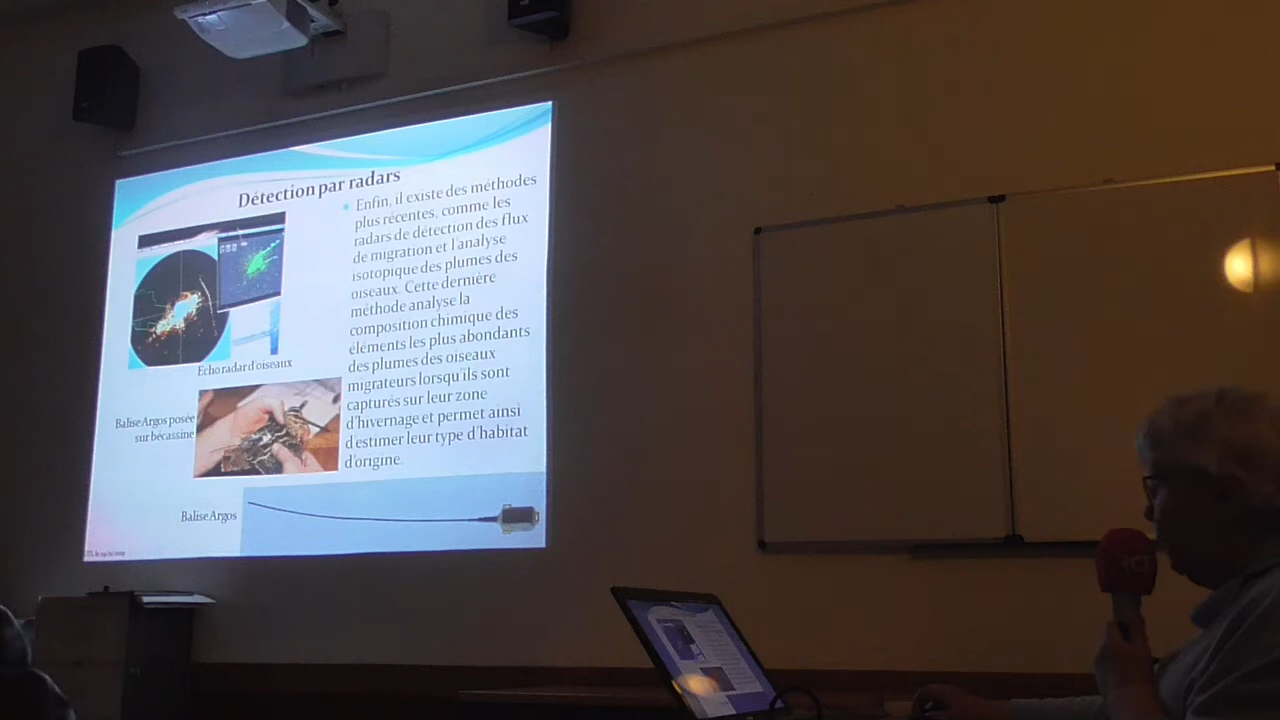 Détection par radars
Enfin, il existe des méthodes
plus récentes, comme les
radars de détection des flux
de migration et l'analyse
isotopique des plumes des
oiseaux. Cette dernière
méthode analyse la
composition chimique des
éléments les plus abondants
des plumes des oiseaux
migrateurs lorsqu'ils sont
capturés sur leur zone
d'hivernage et permet ainsi
d'estimer leur type d'habitat
d'origine.
Echo radar d'oiseaux
Balise Argos posée
sur bécassine
Balise Argos
RCF